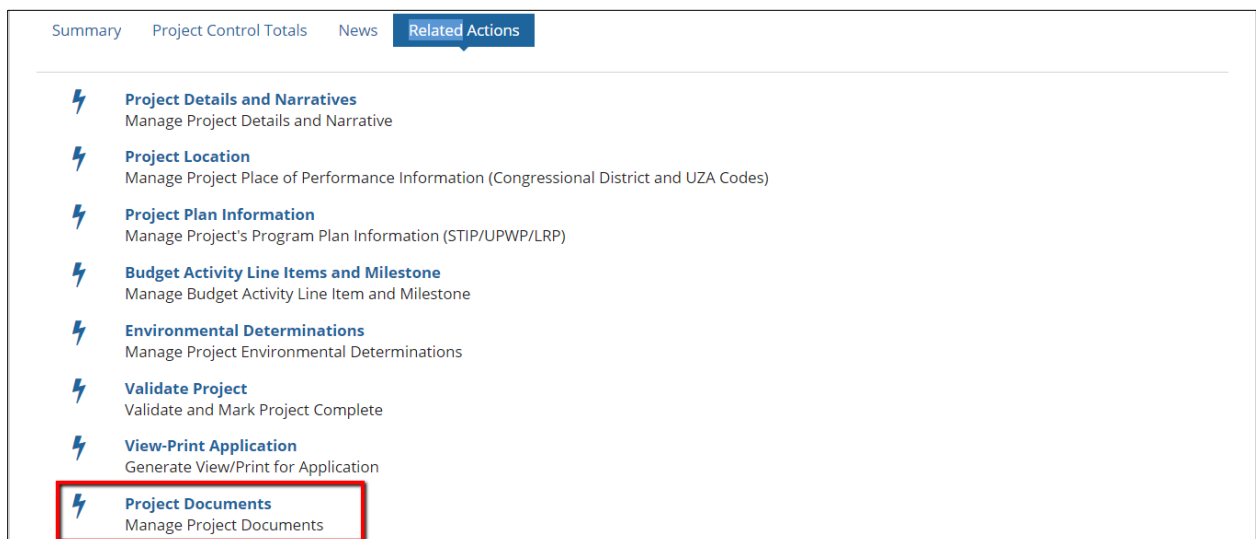 Summary Project Control Totals News Related Actions
Project Details and Narratives
Manage Project Details and Narrative
Project Location
Manage Project Place of Performance Information (Congressional District and UZA Codes)
Project Plan Information
Manage Project's Program Plan Information (STIP/UPWP/LRP)
Budget Activity Line Items and Milestone
Manage Budget Activity Line Item and Milestone
Environmental Determinations
Manage Project Environmental Determinations
Validate Project
Validate and Mark Project Complete
View-Print Application
Generate View/Print for Application
Project Documents
Manage Project Documents